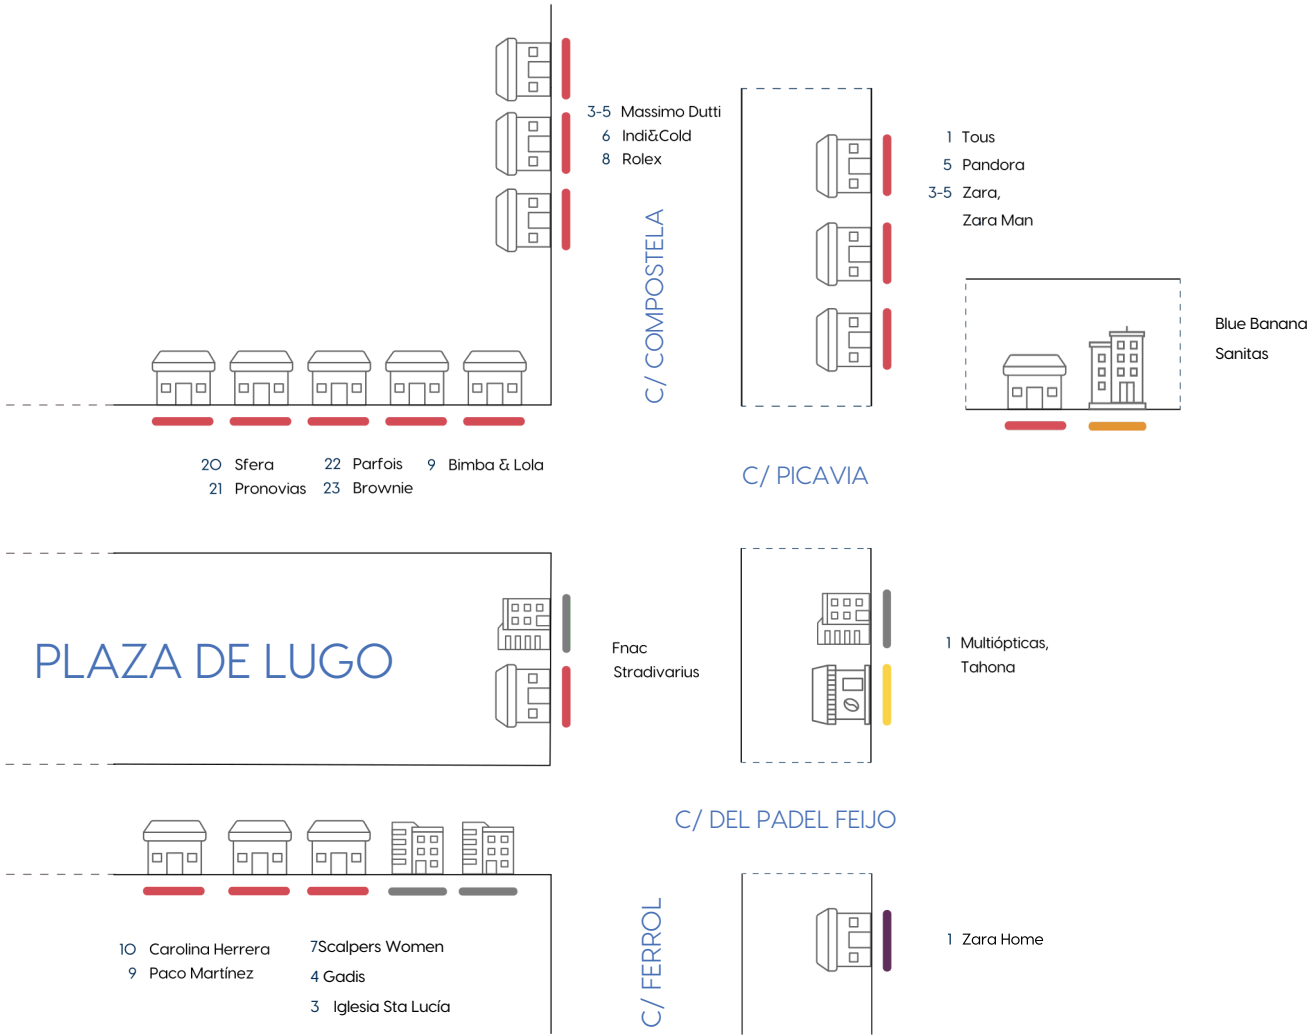 3-5 Massimo Dutti
6 Indi&Cold
8 Rolex
1 Tous
5 Pandora
3-5 Zara,
Zara Man
C/ COMPOSTELA
Blue Banana
Sanitas
20 Sfera 22 Parfois 9 Bimba & Lola
21 Pronovias 23 Brownie
C/ PICAVIA
PLAZA DE LUGO
Fnac
Stradivarius
1 Multiópticas,
Tahona
C/ DEL PADEL FEIJO
10 Carolina Herrera
9 Paco Martínez
7Scalpers Women
4 Gadis
3 Iglesia Sta Lucía
C/ FERROL
1 Zara Home